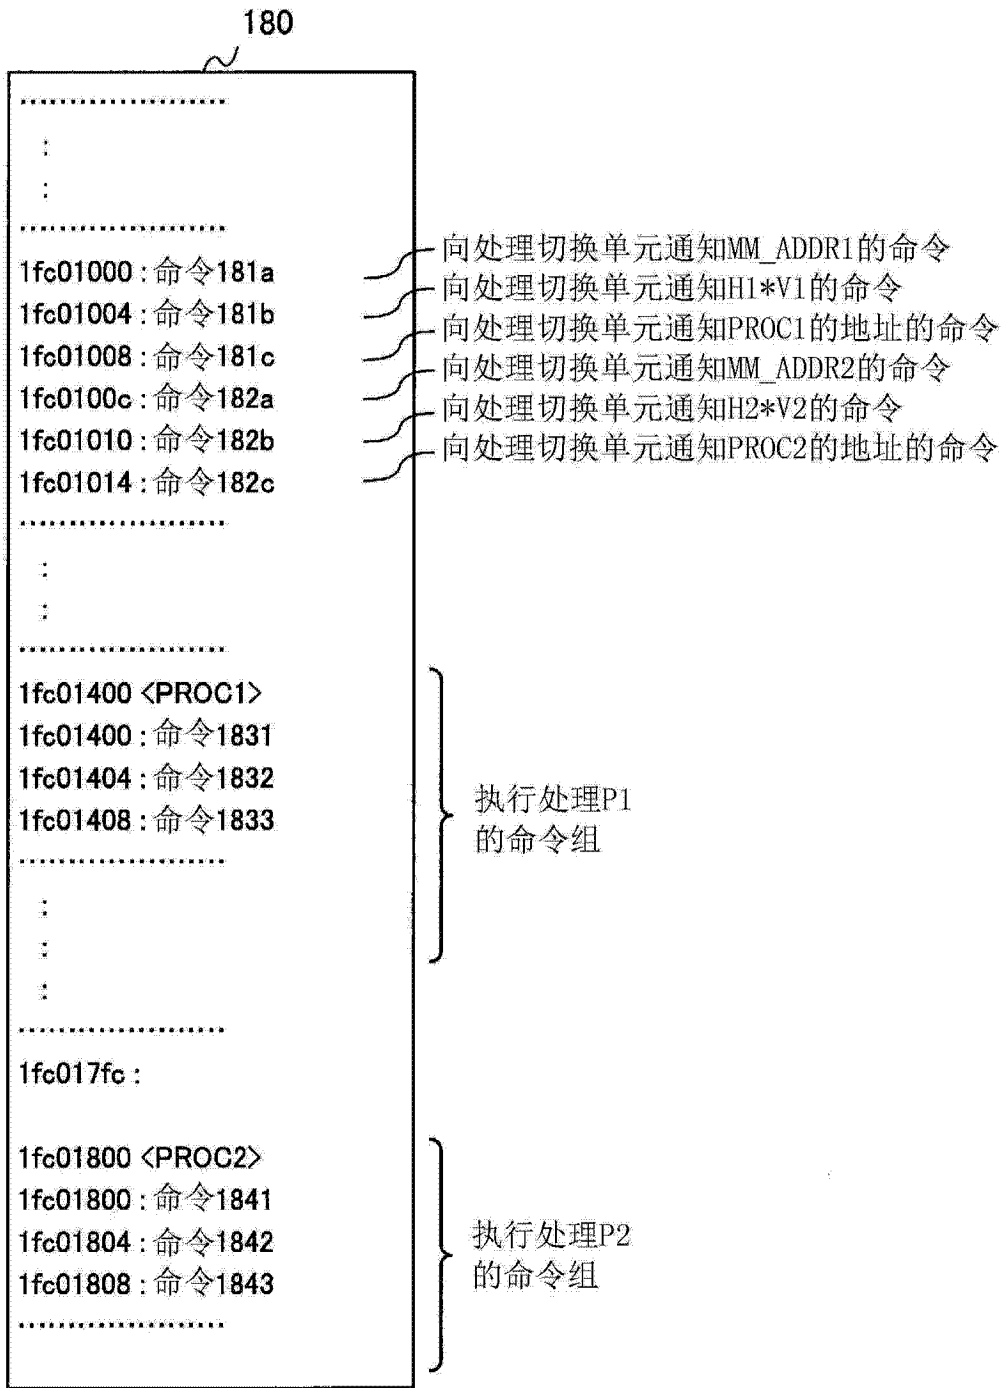 180
1fc01000 : 命令181a 向处理切换单元通知MM_ADDR1的命令
1fc01004 : 命令181b 向处理切换单元通知H1*V1的命令
1fc01008 : 命令181c 向处理切换单元通知PROC1的地址的命令
1fc0100c : 命令182a 向处理切换单元通知MM_ADDR2的命令
1fc01010 : 命令182b 向处理切换单元通知H2*V2的命令
1fc01014 : 命令182c 向处理切换单元通知PROC2的地址的命令
1fc01400 <PROC1>
1fc01400 : 命令1831
1fc01404 : 命令1832
1fc01408 : 命令1833
执行处理P1
的命令组
1fc017fc :
1fc01800 <PROC2>
1fc01800 : 命令1841
1fc01804 : 命令1842
1fc01808 : 命令1843
执行处理P2
的命令组